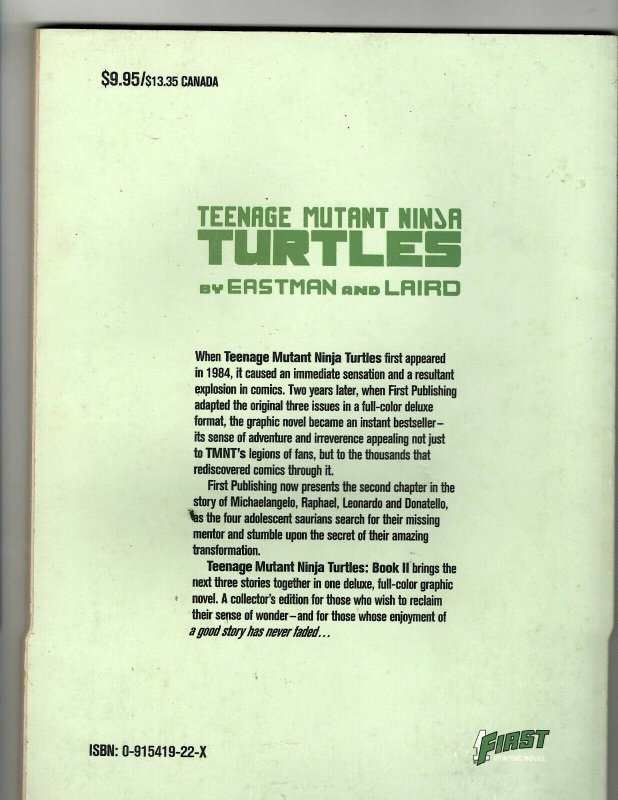 $9.95/$13.35 CANADA
TEENAGE MUTANT NINJA
TURTLES
BY EASTMAN AND LAIRD
When Teenage Mutant Ninja Turtles first appeared
in 1984, it caused an immediate sensation and a resultant
explosion in comics. Two years later, when First Publishing
adapted the original three issues in a full-color deluxe
format, the graphic novel became an instant bestseller—
its sense of adventure and irreverence appealing not just
to TMNT's legions of fans, but to the thousands that
rediscovered comics through it.
First Publishing now presents the second chapter in the
story of Michaelangelo, Raphael, Leonardo and Donatello,
as the four adolescent saurians search for their missing
mentor and stumble upon the secret of their amazing
transformation.
Teenage Mutant Ninja Turtles: Book II brings the
next three stories together in one deluxe, full-color graphic
novel. A collector's edition for those who wish to reclaim
their sense of wonder—and for those whose enjoyment of
a good story has never faded...
ISBN: 0-915419-22-X
1FIRST
GRAPHIC NOVEL